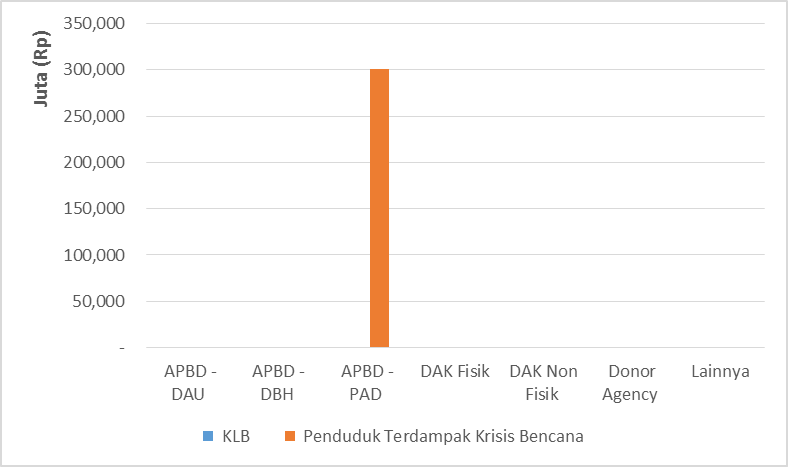 Juta (Rp)
350,000
300,000
250,000
200,000
150,000
100,000
50,000
-
APBD -
DAU
APBD -
DBH
APBD -
PAD
DAK Fisik
DAK Non
Fisik
Donor
Agency
Lainnya
KLB
Penduduk Terdampak Krisis Bencana